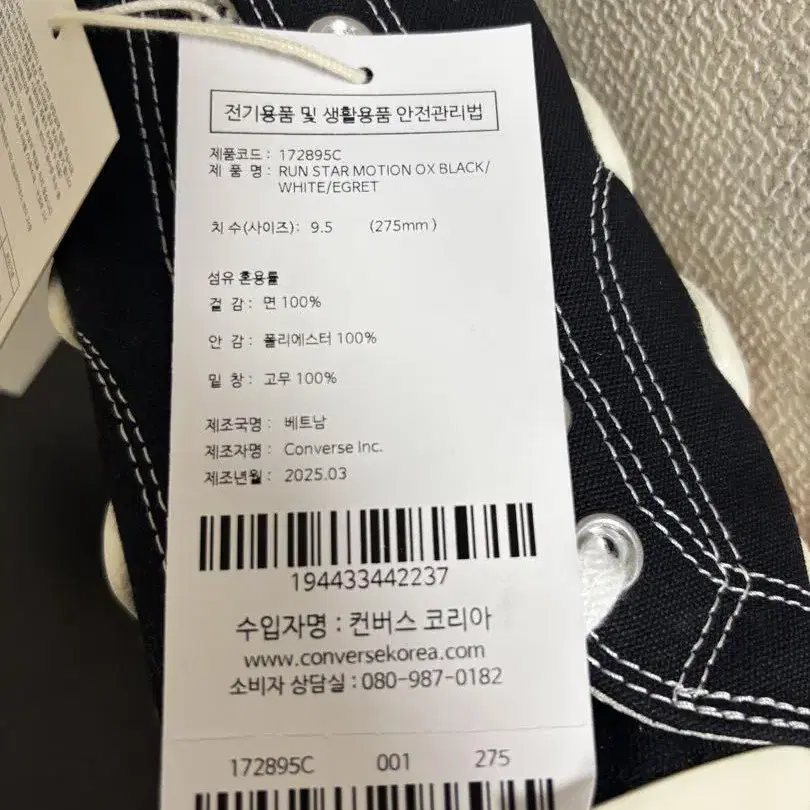 전기용품 및 생활용품 안전관리법
제품코드 : 172895C
제 품 명 : RUN STAR MOTION OX BLACK/
WHITE/EGRET
치 수(사이즈): 9.5 (275mm)
섬유 혼용률
겉 감 : 면 100%
안 감 : 폴리에스터 100%
밑 창 : 고무 100%
제조국명 : 베트남
제조자명 : Converse Inc.
제조년월 : 2025.03
194433442237
수입자명 : 컨버스 코리아
www.conversekorea.com
소비자 상담실 : 080-987-0182
172895C 001 275